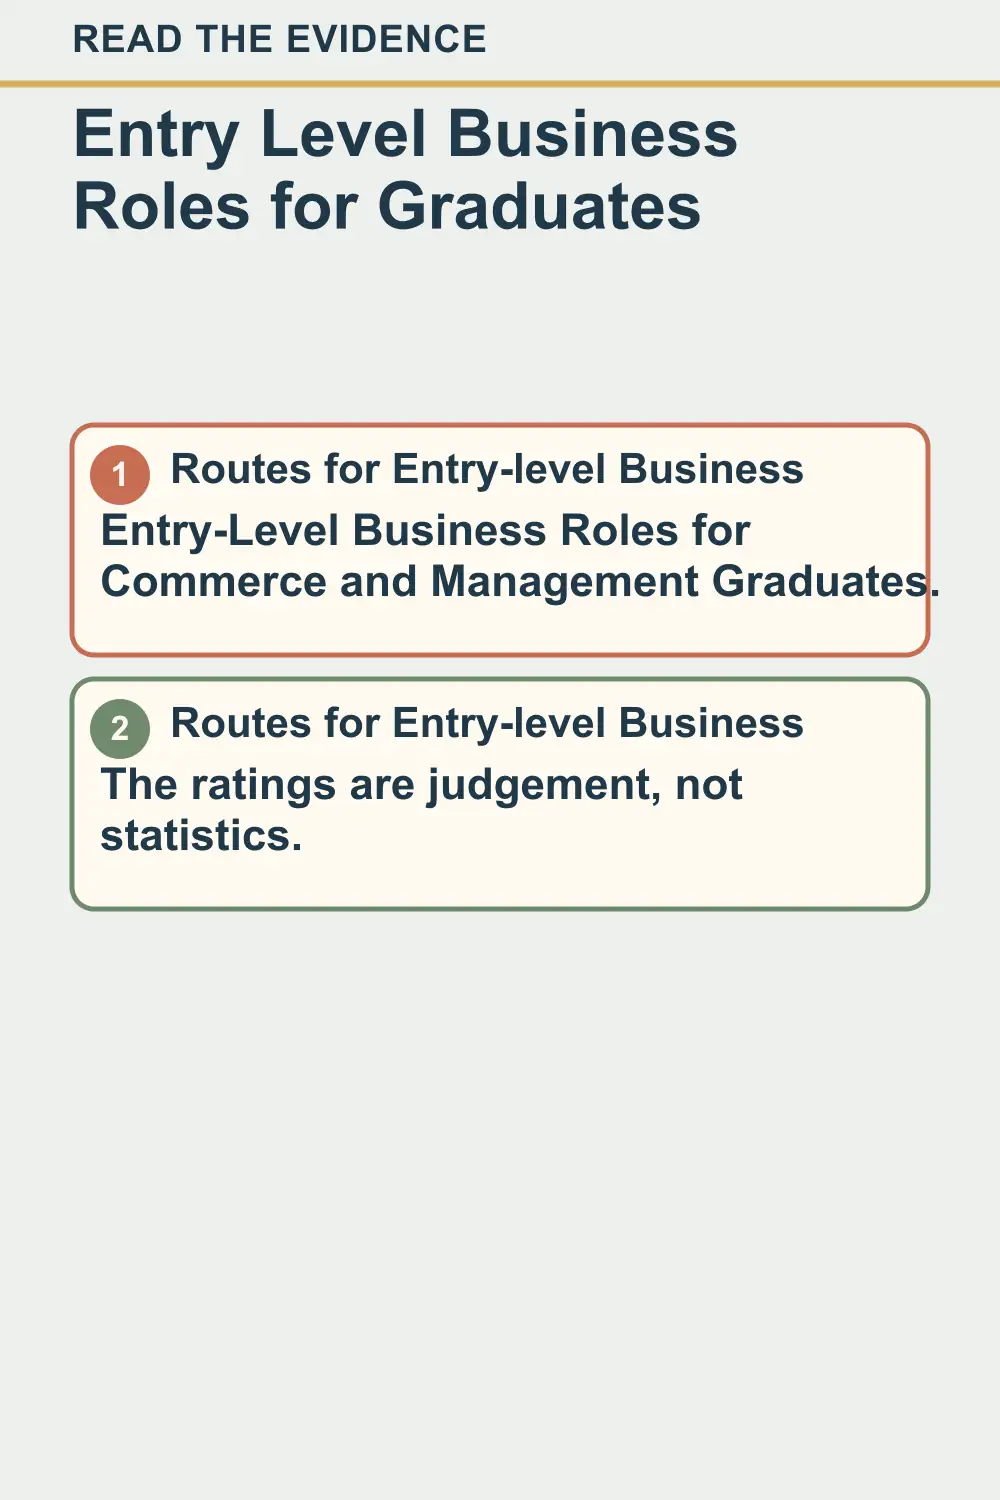 READ THE EVIDENCE
Entry Level Business
Roles for Graduates
1 Routes for Entry-level Business
Entry-Level Business Roles for
Commerce and Management Graduates.
2 Routes for Entry-level Business
The ratings are judgement, not
statistics.